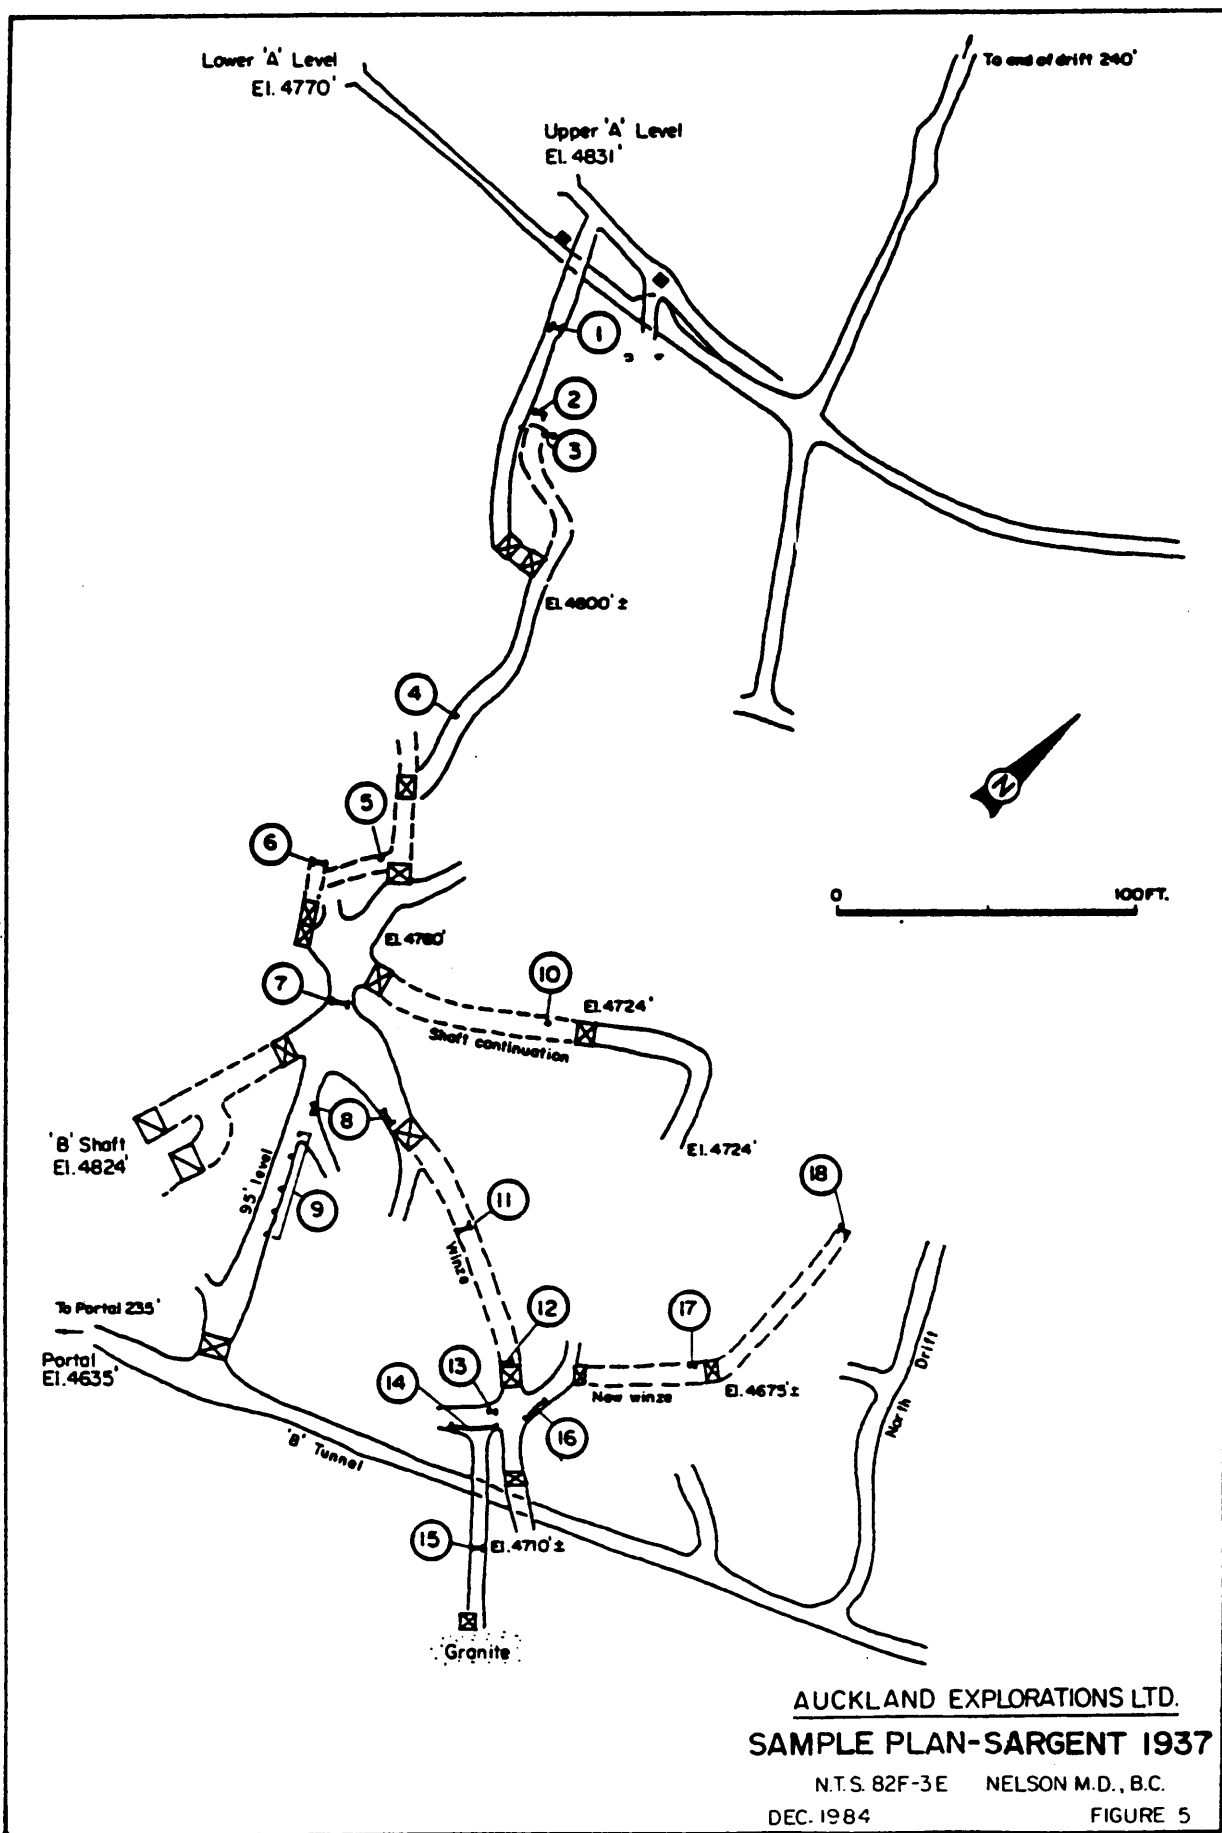 Lower 'A' Level
El. 4770'
To end of drift 240'
Upper 'A' Level
El. 4831'
1
2
3
El. 4800' ±
4
N
5
6
0 100 FT.
El. 4760'
7
10
El. 4724'
Shaft continuation
8
'B' Shaft
El. 4824'
El. 4724'
95' level
9
11
18
Winze
To Portal 235'
Portal
El. 4635'
12
17
13
14
New winze
El. 4675' ±
North Drift
16
'B' Tunnel
15
El. 4710' ±
Granite
AUCKLAND EXPLORATIONS LTD.
SAMPLE PLAN-SARGENT 1937
N.T.S. 82F-3E NELSON M.D., B.C.
DEC. 1984 FIGURE 5